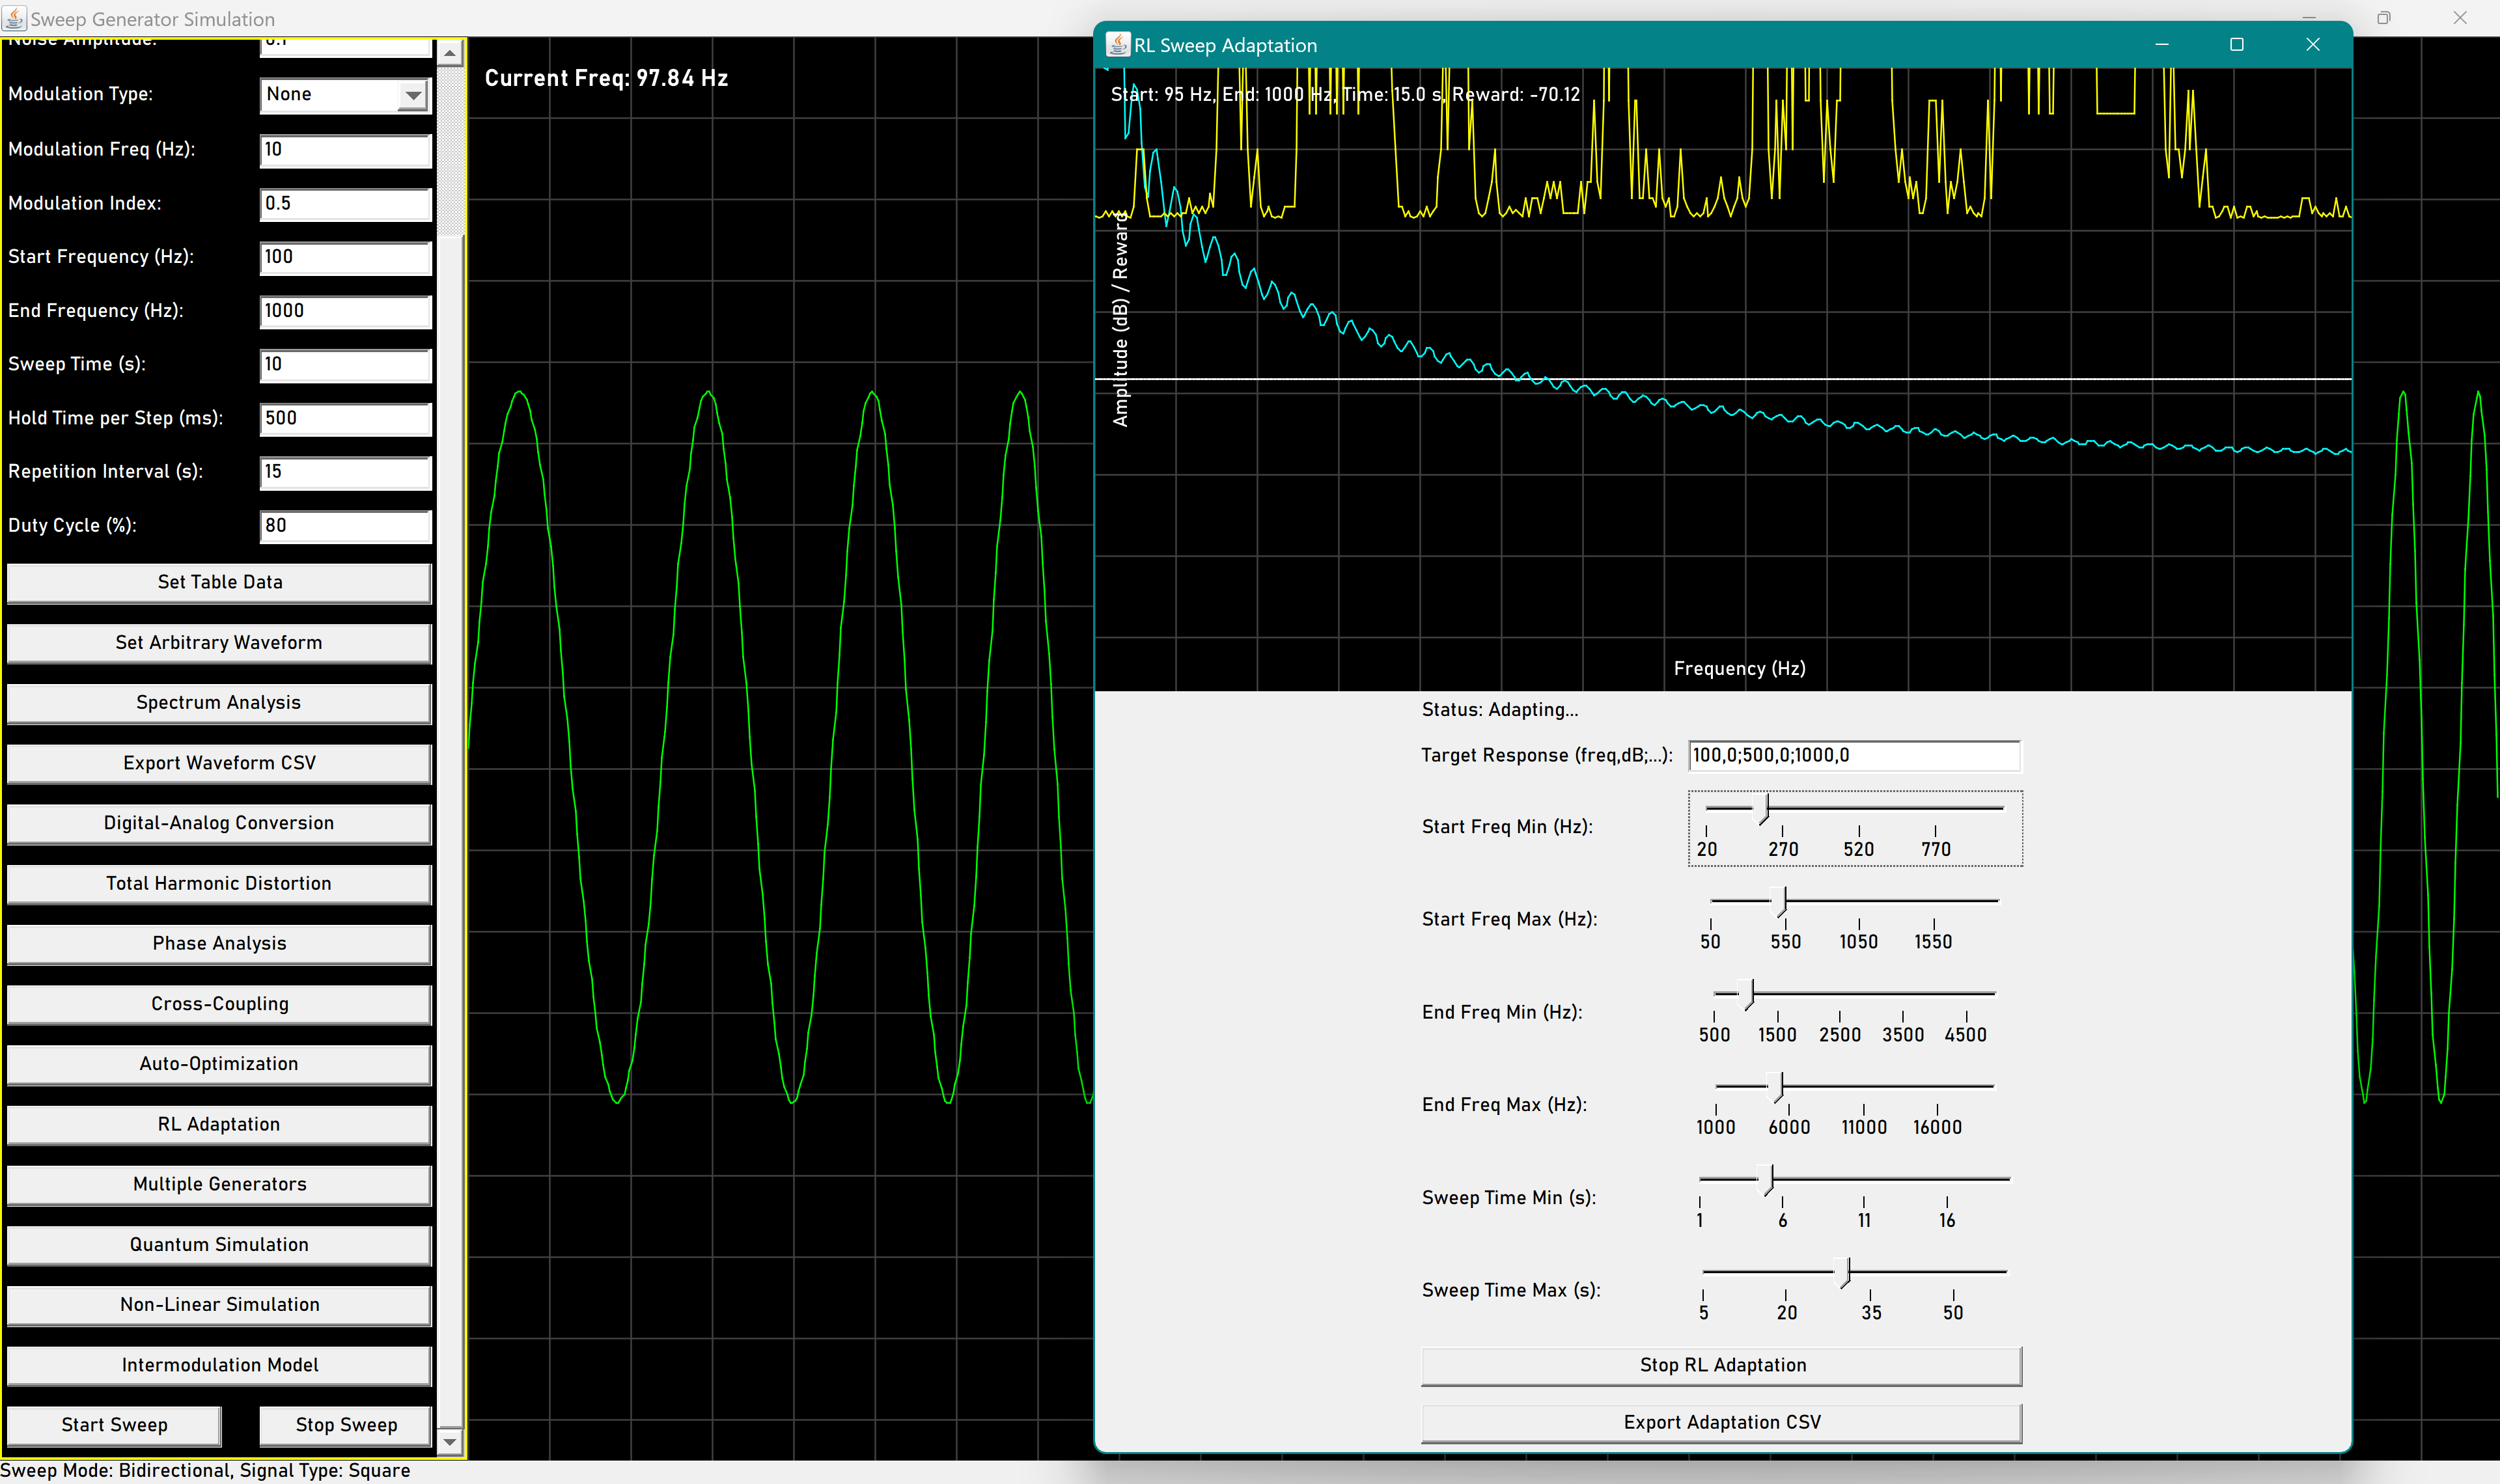 Sweep Generator Simulation
Noise Amplitude: 0.1
Modulation Type: None
Modulation Freq (Hz): 10
Modulation Index: 0.5
Start Frequency (Hz): 100
End Frequency (Hz): 1000
Sweep Time (s): 10
Hold Time per Step (ms): 500
Repetition Interval (s): 15
Duty Cycle (%): 80
Set Table Data
Set Arbitrary Waveform
Spectrum Analysis
Export Waveform CSV
Digital-Analog Conversion
Total Harmonic Distortion
Phase Analysis
Cross-Coupling
Auto-Optimization
RL Adaptation
Multiple Generators
Quantum Simulation
Non-Linear Simulation
Intermodulation Model
Start Sweep Stop Sweep
Sweep Mode: Bidirectional, Signal Type: Square
Current Freq: 97.84 Hz
RL Sweep Adaptation
Start: 95 Hz, End: 1000 Hz, Time: 15.0 s, Reward: -70.12
Amplitude (dB) / Reward
Frequency (Hz)
Status: Adapting...
Target Response (freq,dB;...): 100,0;500,0;1000,0
Start Freq Min (Hz):
20 270 520 770
Start Freq Max (Hz):
50 550 1050 1550
End Freq Min (Hz):
500 1500 2500 3500 4500
End Freq Max (Hz):
1000 6000 11000 16000
Sweep Time Min (s):
1 6 11 16
Sweep Time Max (s):
5 20 35 50
Stop RL Adaptation
Export Adaptation CSV